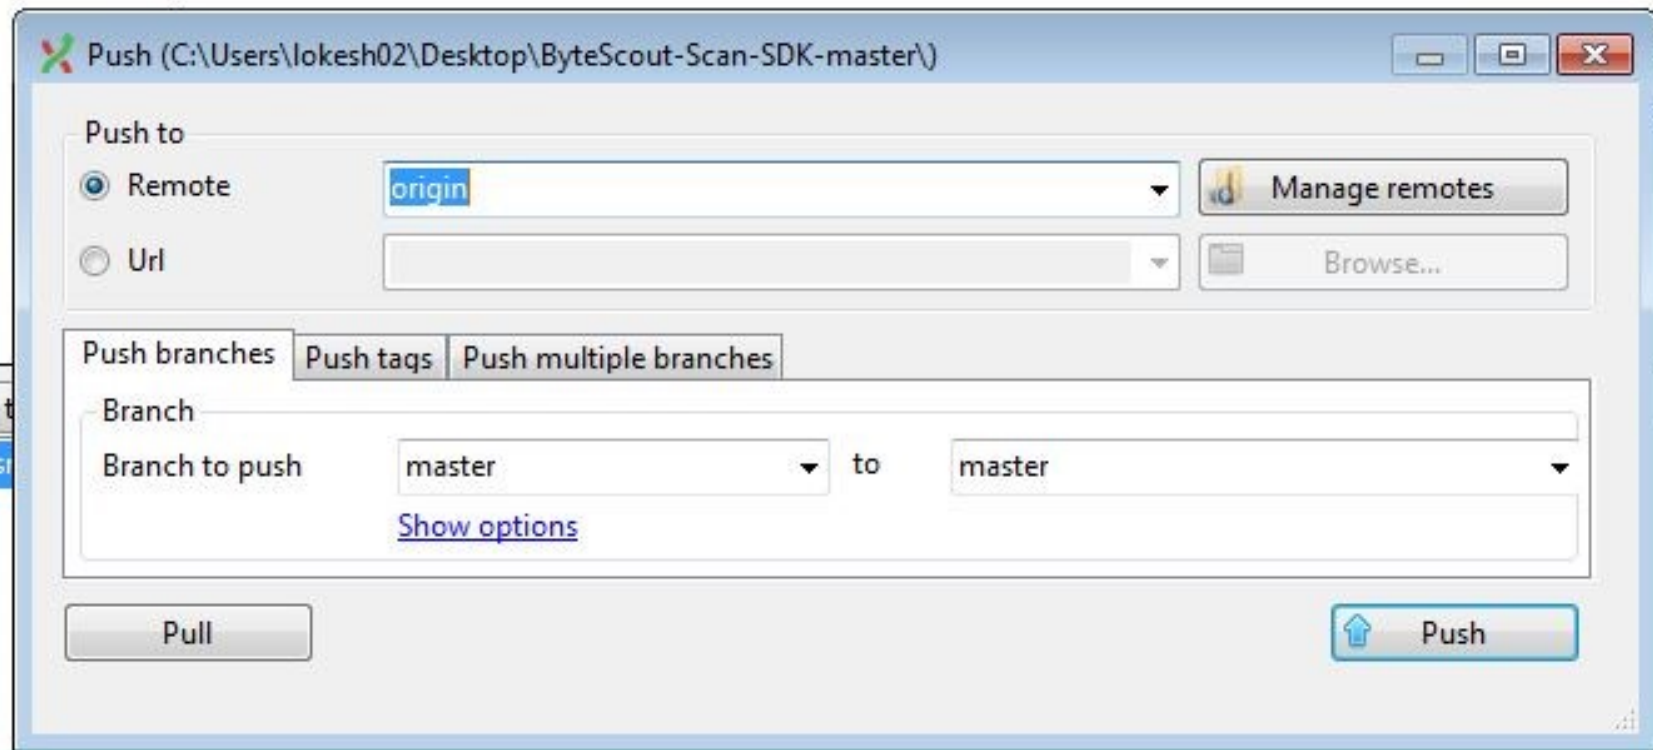 Push (C:\Users\lokesh02\Desktop\ByteScout-Scan-SDK-master\)
Push to
Remote origin Manage remotes
Url Browse...
Push branches Push tags Push multiple branches
Branch
Branch to push master to master
Show options
Pull Push